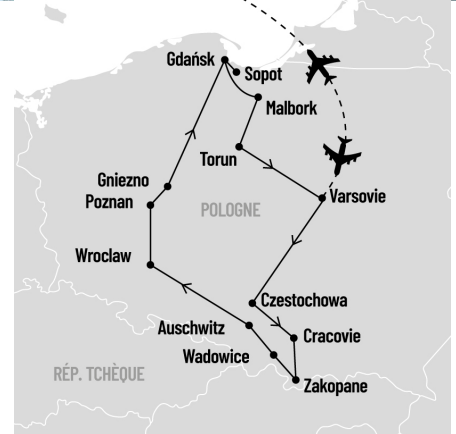 Gdańsk
Sopot
Malbork
Torun
Gniezno
Poznan
Varsovie
POLOGNE
Wroclaw
Czestochowa
Auschwitz
Cracovie
Wadowice
RÉP. TCHÈQUE
Zakopane